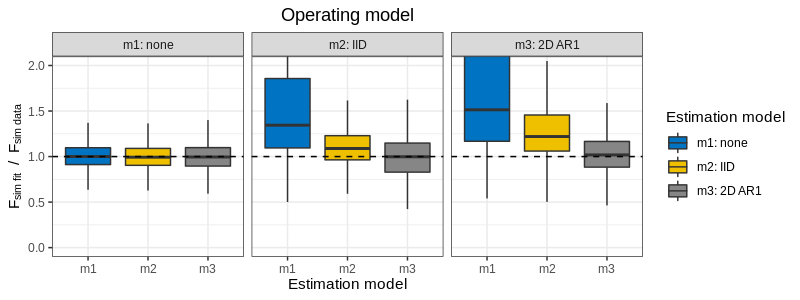 Operating model
m1: none
m2: IID
m3: 2D AR1
F sim fit / F sim data
2.0
1.5
1.0
0.5
0.0
m1 m2 m3
m1 m2 m3
m1 m2 m3
Estimation model
Estimation model
m1: none
m2: IID
m3: 2D AR1